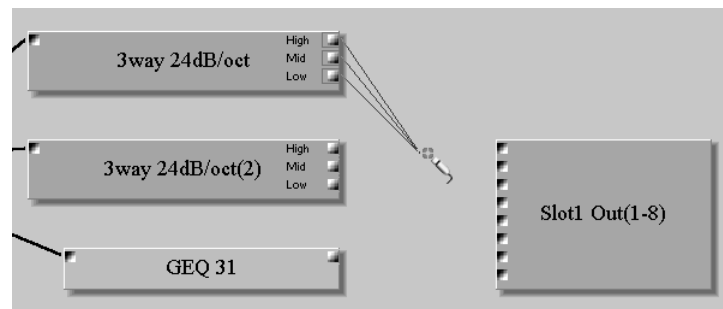 3way 24dB/oct
High
Mid
Low
3way 24dB/oct(2)
High
Mid
Low
Slot1 Out(1-8)
GEQ 31